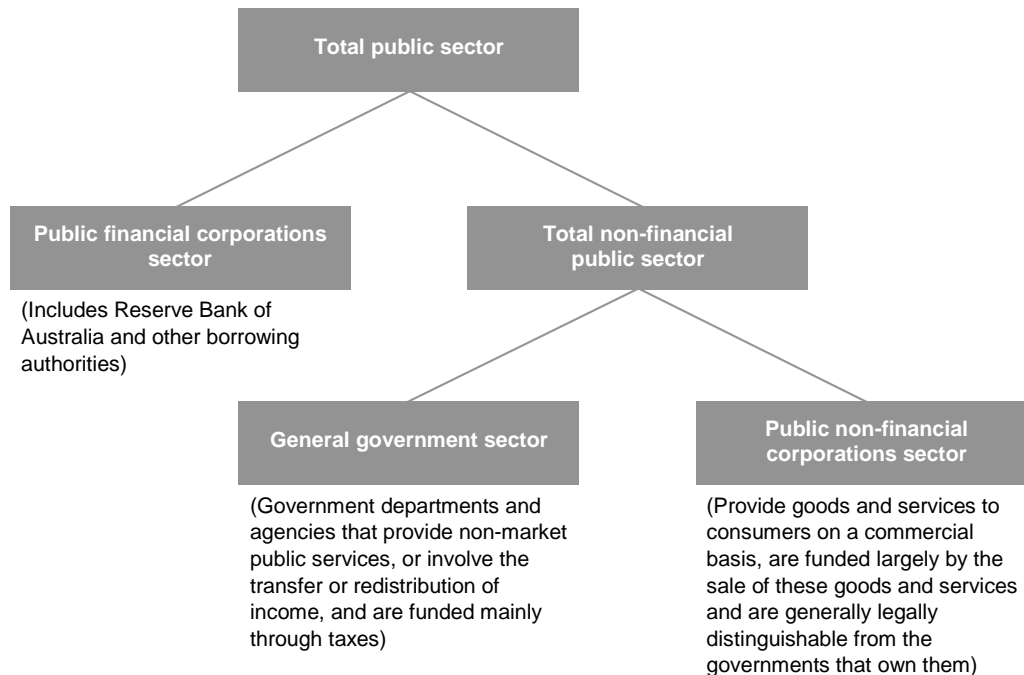 Total public sector
Public financial corporations
sector
Total non-financial
public sector
(Includes Reserve Bank of
Australia and other borrowing
authorities)
General government sector
Public non-financial
corporations sector
(Government departments and
agencies that provide non-market
public services, or involve the
transfer or redistribution of
income, and are funded mainly
through taxes)
(Provide goods and services to
consumers on a commercial
basis, are funded largely by the
sale of these goods and services
and are generally legally
distinguishable from the
governments that own them)